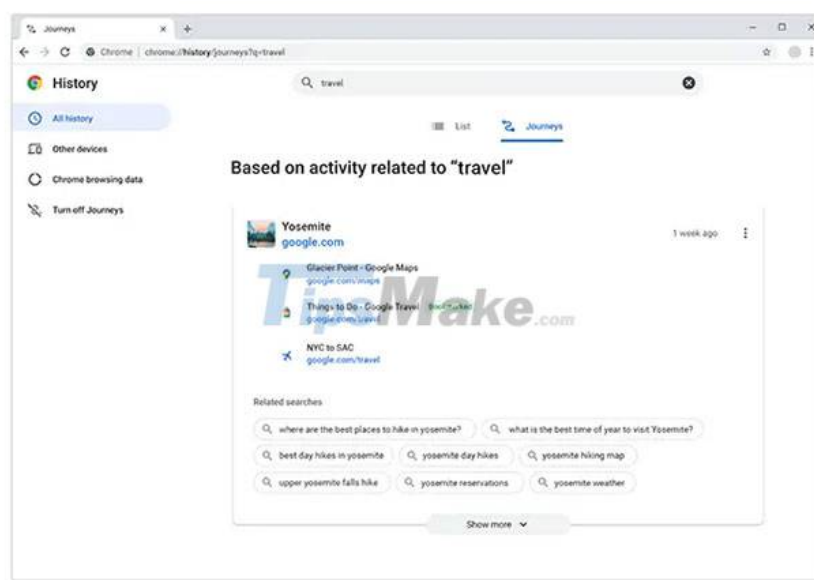 Journeys
Chrome | chrome://history/journeys?q=travel
History
travel
All history
Other devices
Chrome browsing data
Turn off Journeys
List
Journeys
Based on activity related to “travel”
Yosemite
google.com
1 week ago
Glacier Point - Google Maps
google.com/maps
Things to Do - Google Travel Bookmarked
google.com/travel
NYC to SAC
google.com/travel
TipsMake.com
Related searches
where are the best places to hike in yosemite?
what is the best time of year to visit Yosemite?
best day hikes in yosemite
yosemite day hikes
yosemite hiking map
upper yosemite falls hike
yosemite reservations
yosemite weather
Show more